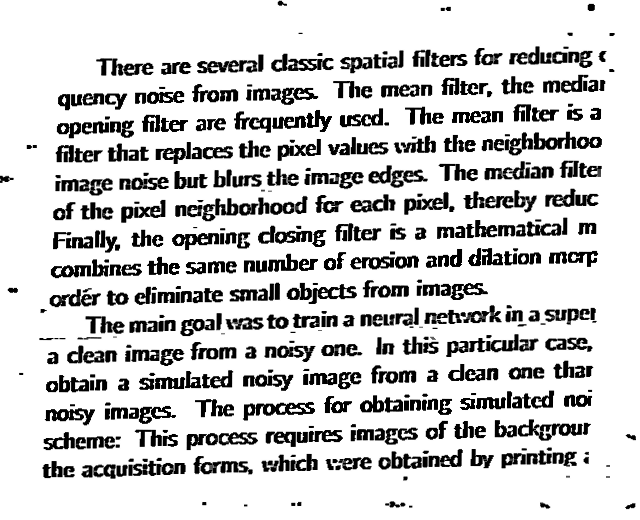 There are several classic spatial filters for reducing
quency noise from images. The mean filter, the median
opening filter are frequently used. The mean filter is a
filter that replaces the pixel values with the neighborhoo
image noise but blurs the image edges. The median filter
of the pixel neighborhood for each pixel, thereby reduc
Finally, the opening closing filter is a mathematical m
combines the same number of erosion and dilation morp
order to eliminate small objects from images.
The main goal was to train a neural network in a super
a clean image from a noisy one. In this particular case,
obtain a simulated noisy image from a clean one than
noisy images. The process for obtaining simulated noi
scheme: This process requires images of the backgrour
the acquisition forms, which were obtained by printing